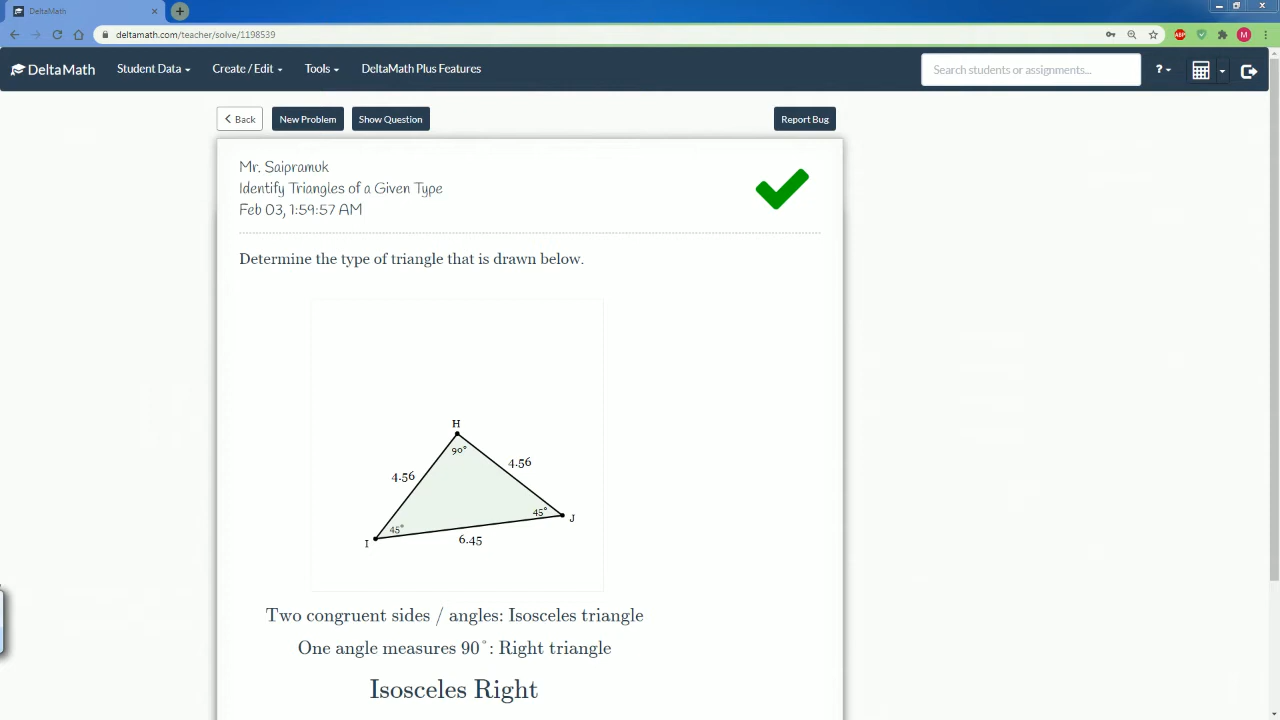 DeltaMath
deltamath.com/teacher/solve/1198539
ABP
M
DeltaMath
Student Data
Create / Edit
Tools
DeltaMath Plus Features
Search students or assignments...
?
Back
New Problem
Show Question
Report Bug
Mr. Saipramuk
Identify Triangles of a Given Type
Feb 03, 1:59:57 AM
Determine the type of triangle that is drawn below.
H
90°
4.56
4.56
45°
45°
I
J
6.45
Two congruent sides / angles: Isosceles triangle
One angle measures 90°: Right triangle
Isosceles Right